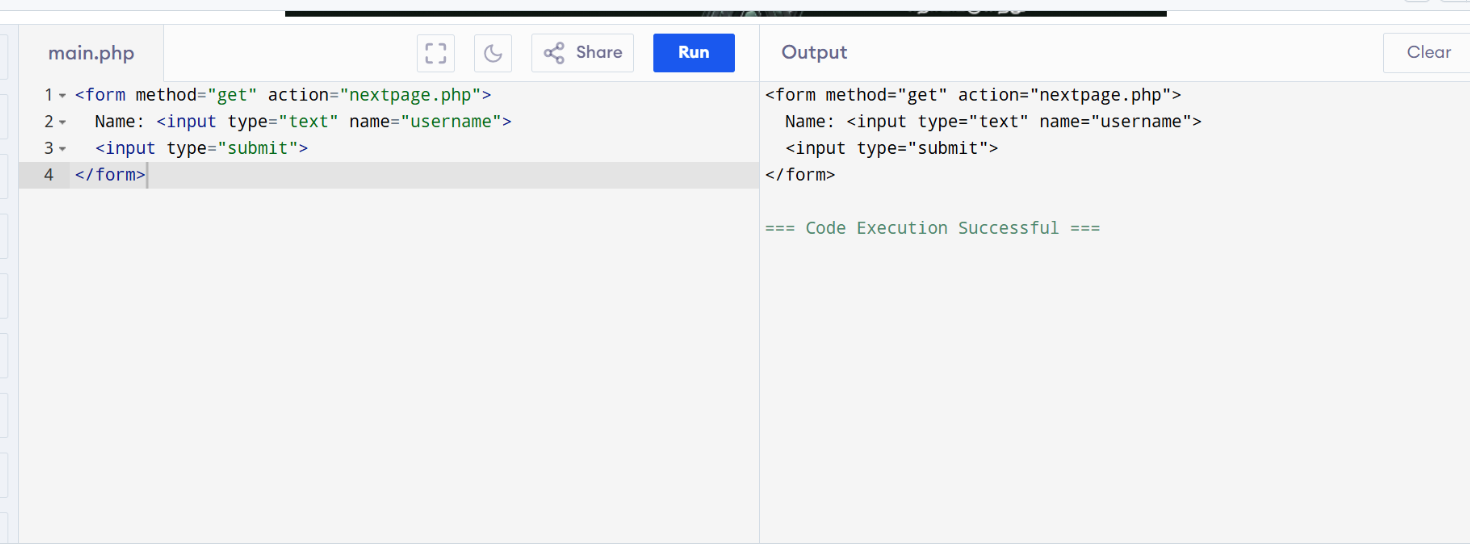 main.php
Share
Run
Output
Clear
1 <form method="get" action="nextpage.php">
2   Name: <input type="text" name="username">
3   <input type="submit">
4 </form>
<form method="get" action="nextpage.php">
  Name: <input type="text" name="username">
  <input type="submit">
</form>
=== Code Execution Successful ===